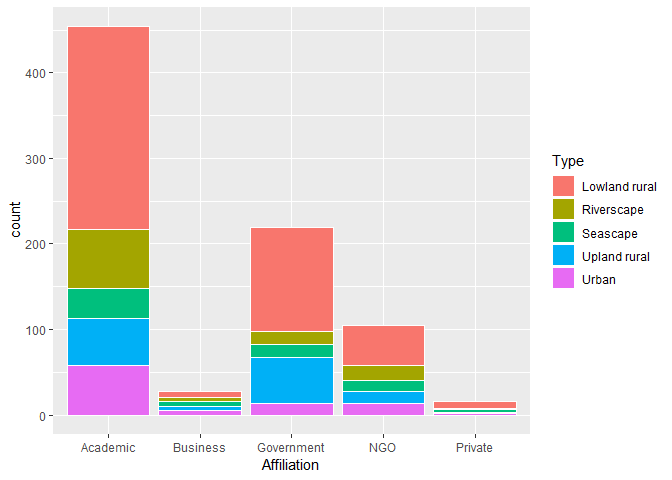 count
400
300
200
100
0
Academic
Business
Government
NGO
Private
Affiliation
Type
Lowland rural
Riverscape
Seascape
Upland rural
Urban